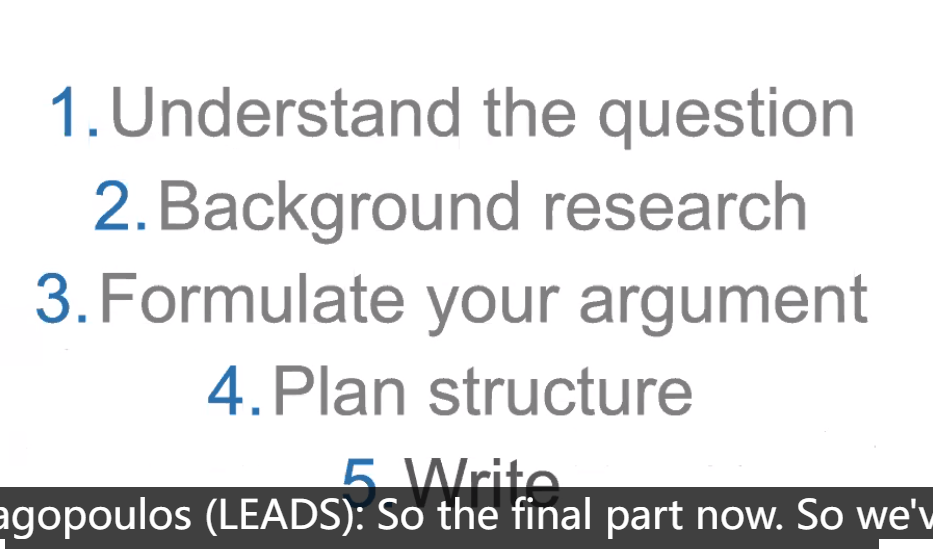 1. Understand the question
2. Background research
3. Formulate your argument
4. Plan structure
5 Write
agopoulos (LEADS): So the final part now. So we'v